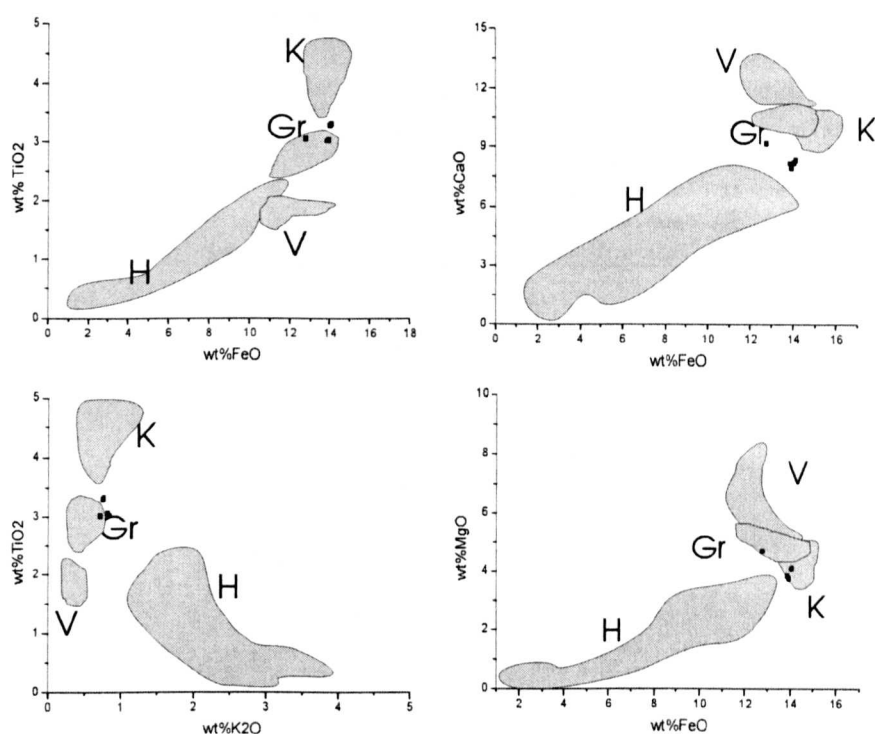 5
4
3
2
1
0
wt% TiO2
0 2 4 6 8 10 12 14 16 18
wt%FeO
K
Gr
H
V
15
12
9
6
3
0
wt%CaO
0 2 4 6 8 10 12 14 16
wt%FeO
V
Gr
K
H
5
4
3
2
1
0
wt%TiO2
0 1 2 3 4 5
wt%K2O
K
Gr
H
V
10
8
6
4
2
0
wt%MgO
2 4 6 8 10 12 14 16
wt%FeO
V
Gr
K
H